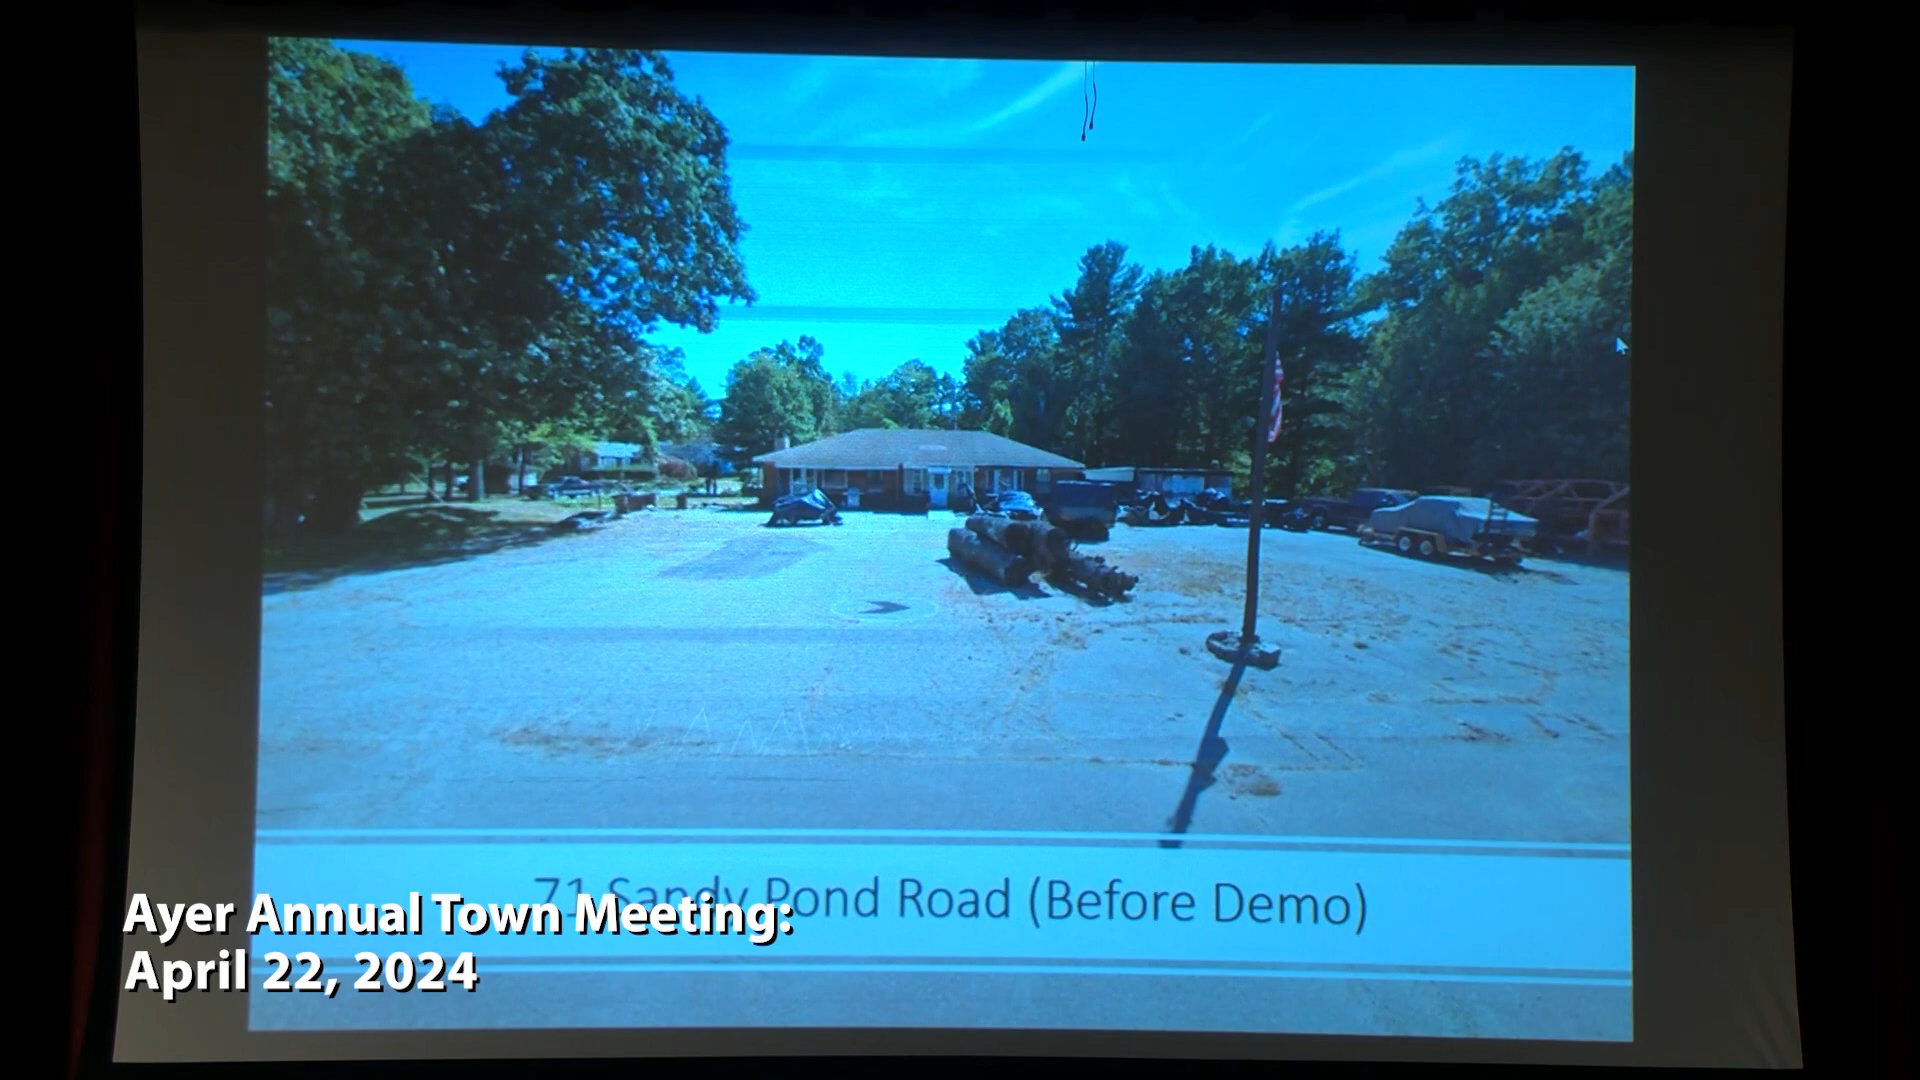 71 Sandy Pond Road (Before Demo)
Ayer Annual Town Meeting:
April 22, 2024